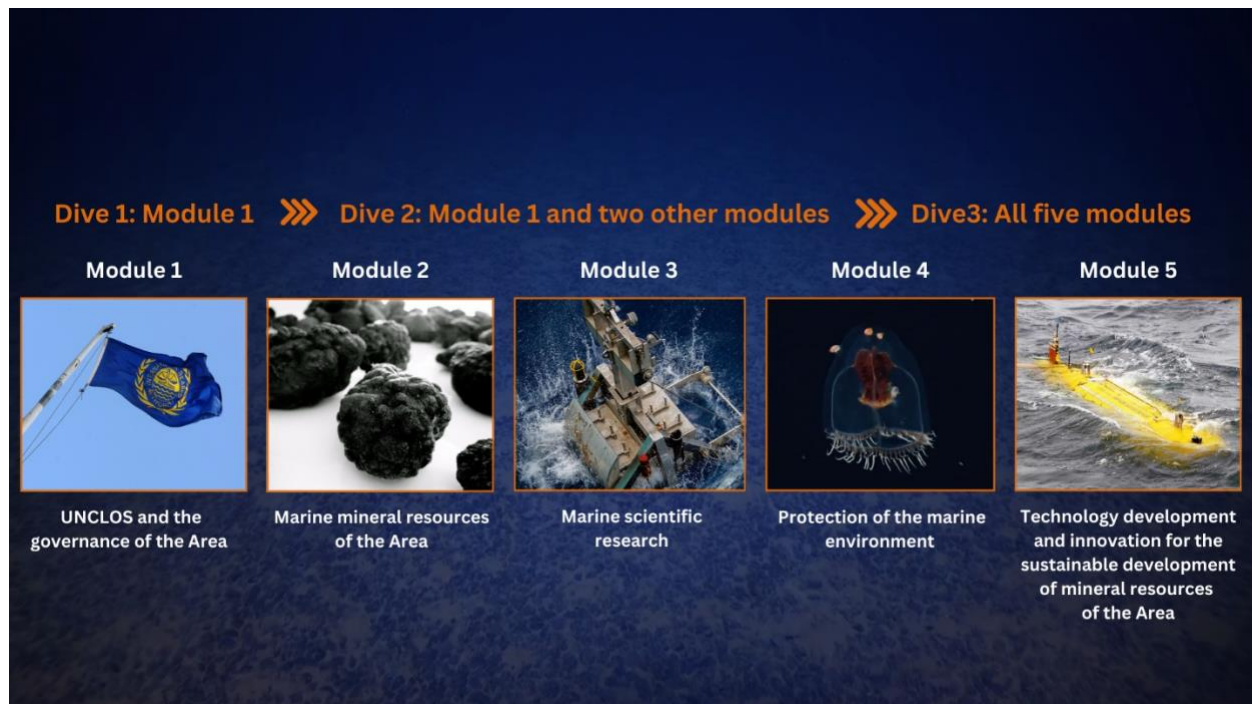 Dive 1: Module 1
Dive 2: Module 1 and two other modules
Dive3: All five modules
Module 1
Module 2
Module 3
Module 4
Module 5
UNCLOS and the
governance of the Area
Marine mineral resources
of the Area
Marine scientific
research
Protection of the marine
environment
Technology development
and innovation for the
sustainable development
of mineral resources
of the Area